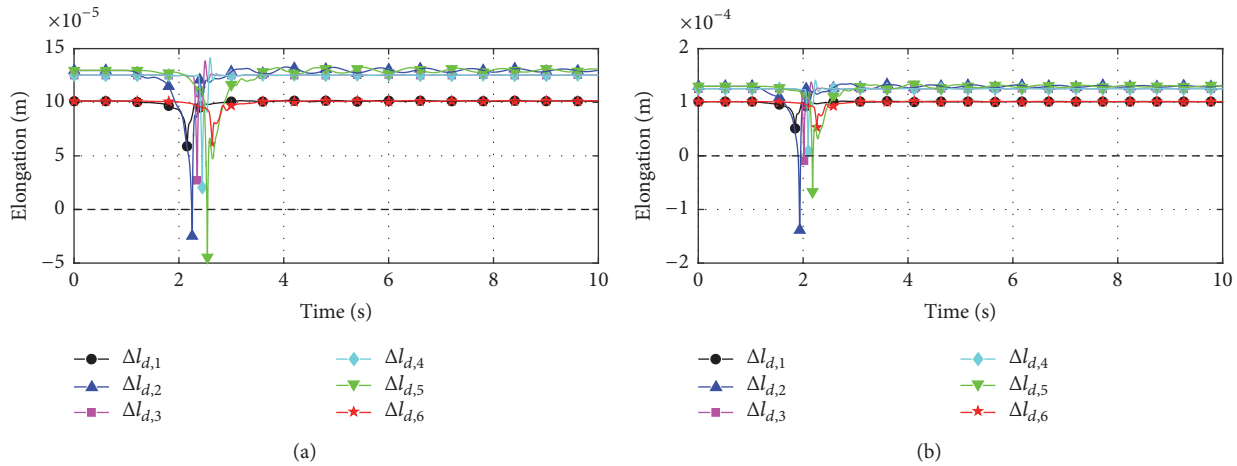 ×10⁻⁵
15
10
5
0
−5
Elongation (m)
0 2 4 6 8 10
Time (s)
Δl_{d,1}
Δl_{d,2}
Δl_{d,3}
Δl_{d,4}
Δl_{d,5}
Δl_{d,6}
(a)
×10⁻⁴
2
1
0
−1
−2
Elongation (m)
0 2 4 6 8 10
Time (s)
Δl_{d,1}
Δl_{d,2}
Δl_{d,3}
Δl_{d,4}
Δl_{d,5}
Δl_{d,6}
(b)